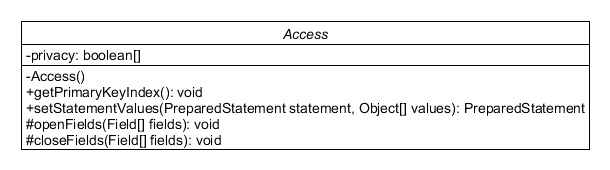 Access
-privacy: boolean[]
-Access()
+getPrimaryKeyIndex(): void
+setStatementValues(PreparedStatement statement, Object[] values): PreparedStatement
#openFields(Field[] fields): void
#closeFields(Field[] fields): void